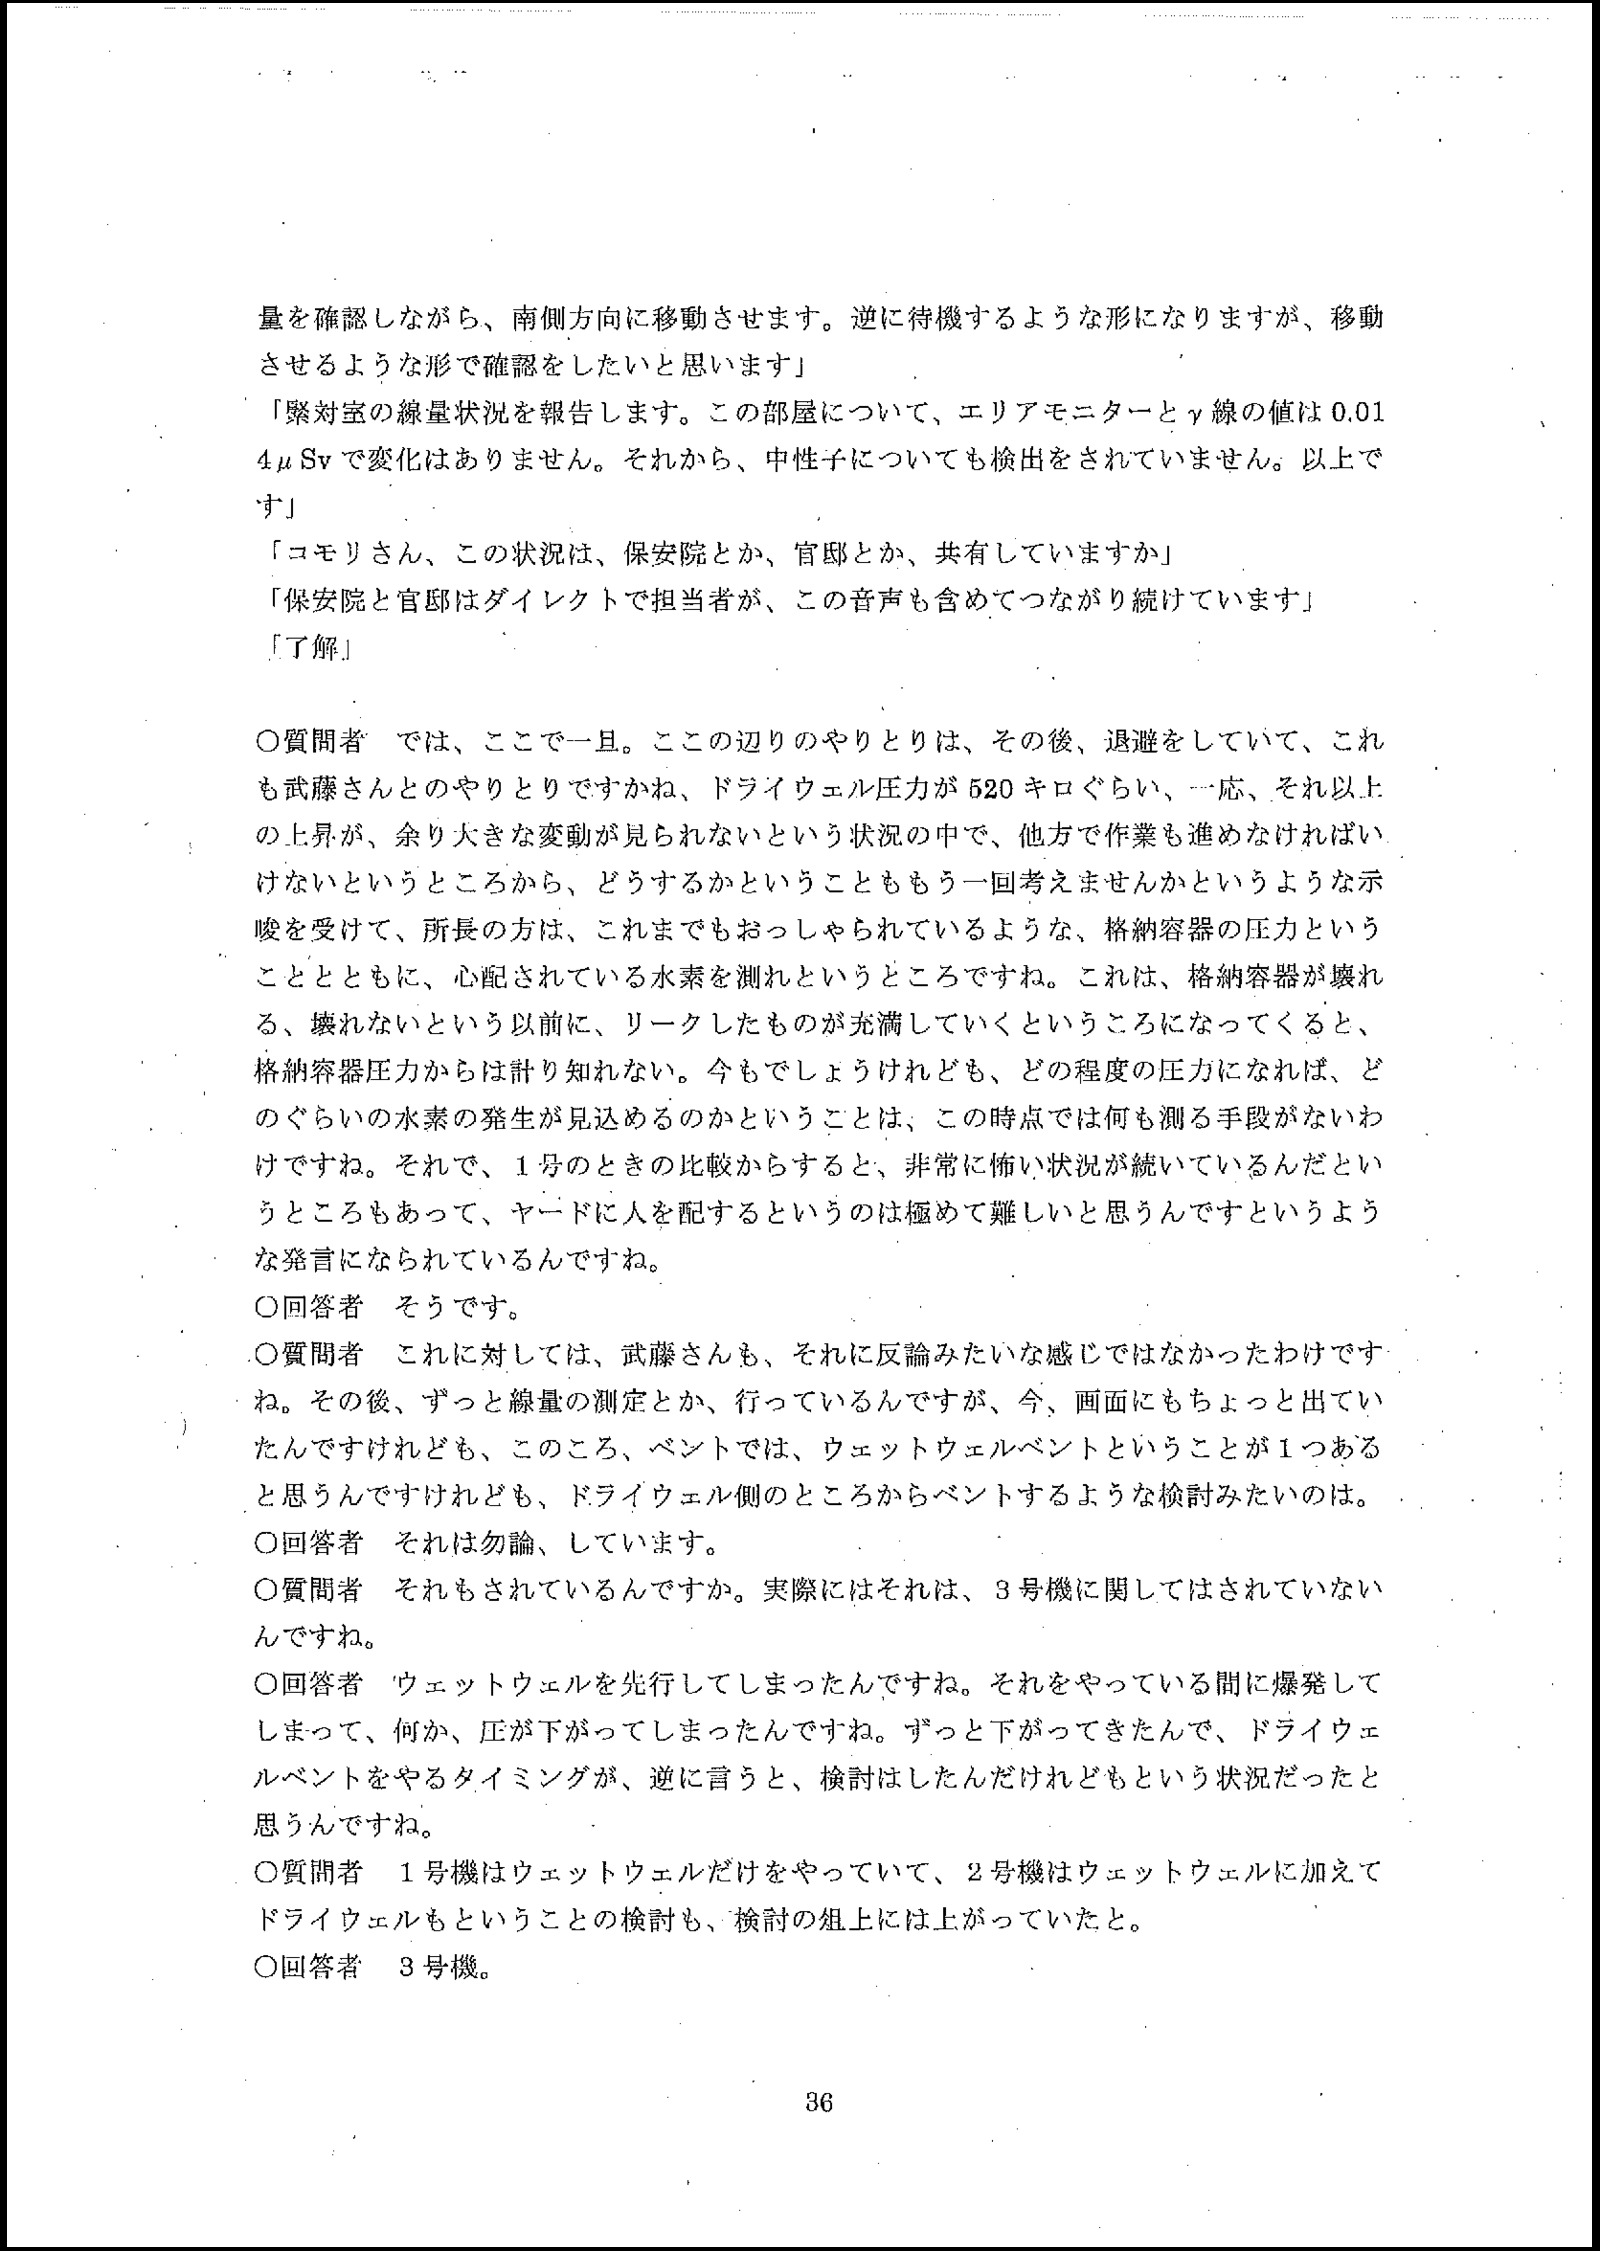 量を確認しながら、南側方向に移動させます。逆に待機するような形になりますが、移動
させるような形で確認をしたいと思います」
「緊対室の線量状況を報告します。この部屋について、エリアモニターとγ線の値は 0.01
4μSv で変化はありません。それから、中性子についても検出をされていません。以上で
す」
「コモリさん、この状況は、保安院とか、官邸とか、共有していますか」
「保安院と官邸はダイレクトで担当者が、この音声も含めてつながり続けています」
「了解」
○質問者　では、ここで一旦。ここの辺りのやりとりは、その後、退避をしていて、これ
も武藤さんとのやりとりですかね、ドライウェル圧力が 520 キロぐらい、一応、それ以上
の上昇が、余り大きな変動が見られないという状況の中で、他方で作業も進めなければい
けないというところから、どうするかということももう一回考えませんかというような示
唆を受けて、所長の方は、これまでもおっしゃられているような、格納容器の圧力という
こととともに、心配されている水素を測れというところですね。これは、格納容器が壊れ
る、壊れないという以前に、リークしたものが充満していくというころになってくると、
格納容器圧力からは計り知れない。今もでしょうけれども、どの程度の圧力になれば、ど
のぐらいの水素の発生が見込めるのかということは、この時点では何も測る手段がないわ
けですね。それで、１号のときの比較からすると、非常に怖い状況が続いているんだとい
うところもあって、ヤードに人を配するというのは極めて難しいと思うんですというよう
な発言になられているんですね。
○回答者　そうです。
○質問者　これに対しては、武藤さんも、それに反論みたいな感じではなかったわけです
ね。その後、ずっと線量の測定とか、行っているんですが、今、画面にもちょっと出てい
たんですけれども、このころ、ベントでは、ウェットウェルベントということが１つある
と思うんですけれども、ドライウェル側のところからベントするような検討みたいのは。
○回答者　それは勿論、しています。
○質問者　それもされているんですか。実際にはそれは、３号機に関してはされていない
んですね。
○回答者　ウェットウェルを先行してしまったんですね。それをやっている間に爆発して
しまって、何か、圧が下がってしまったんですね。ずっと下がってきたんで、ドライウェ
ルベントをやるタイミングが、逆に言うと、検討はしたんだけれどもという状況だったと
思うんですね。
○質問者　１号機はウェットウェルだけをやっていて、２号機はウェットウェルに加えて
ドライウェルもということの検討も、検討の俎上には上がっていたと。
○回答者　３号機。
36